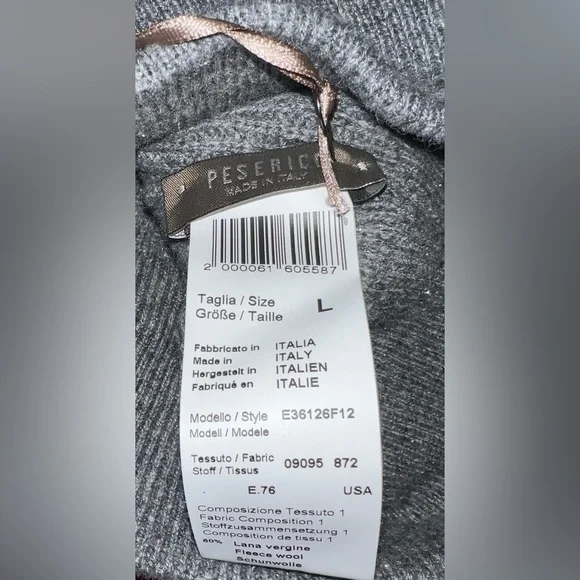 PESERICO
MADE IN ITALY
2 000061 605587
Taglia / Size L
Größe / Taille
Fabbricato in ITALIA
Made in ITALY
Hergestelt in ITALIEN
Fabriqué en ITALIE
Modello / Style E36126F12
Modell / Modele
Tessuto / Fabric 09095 872
Stoff / Tissus
E.76 USA
Composizione Tessuto 1
Fabric Composition 1
Stoffzusammensetzung 1
Composition de tissu 1
60% Lana vergine
Fleece wool
Schunwolle